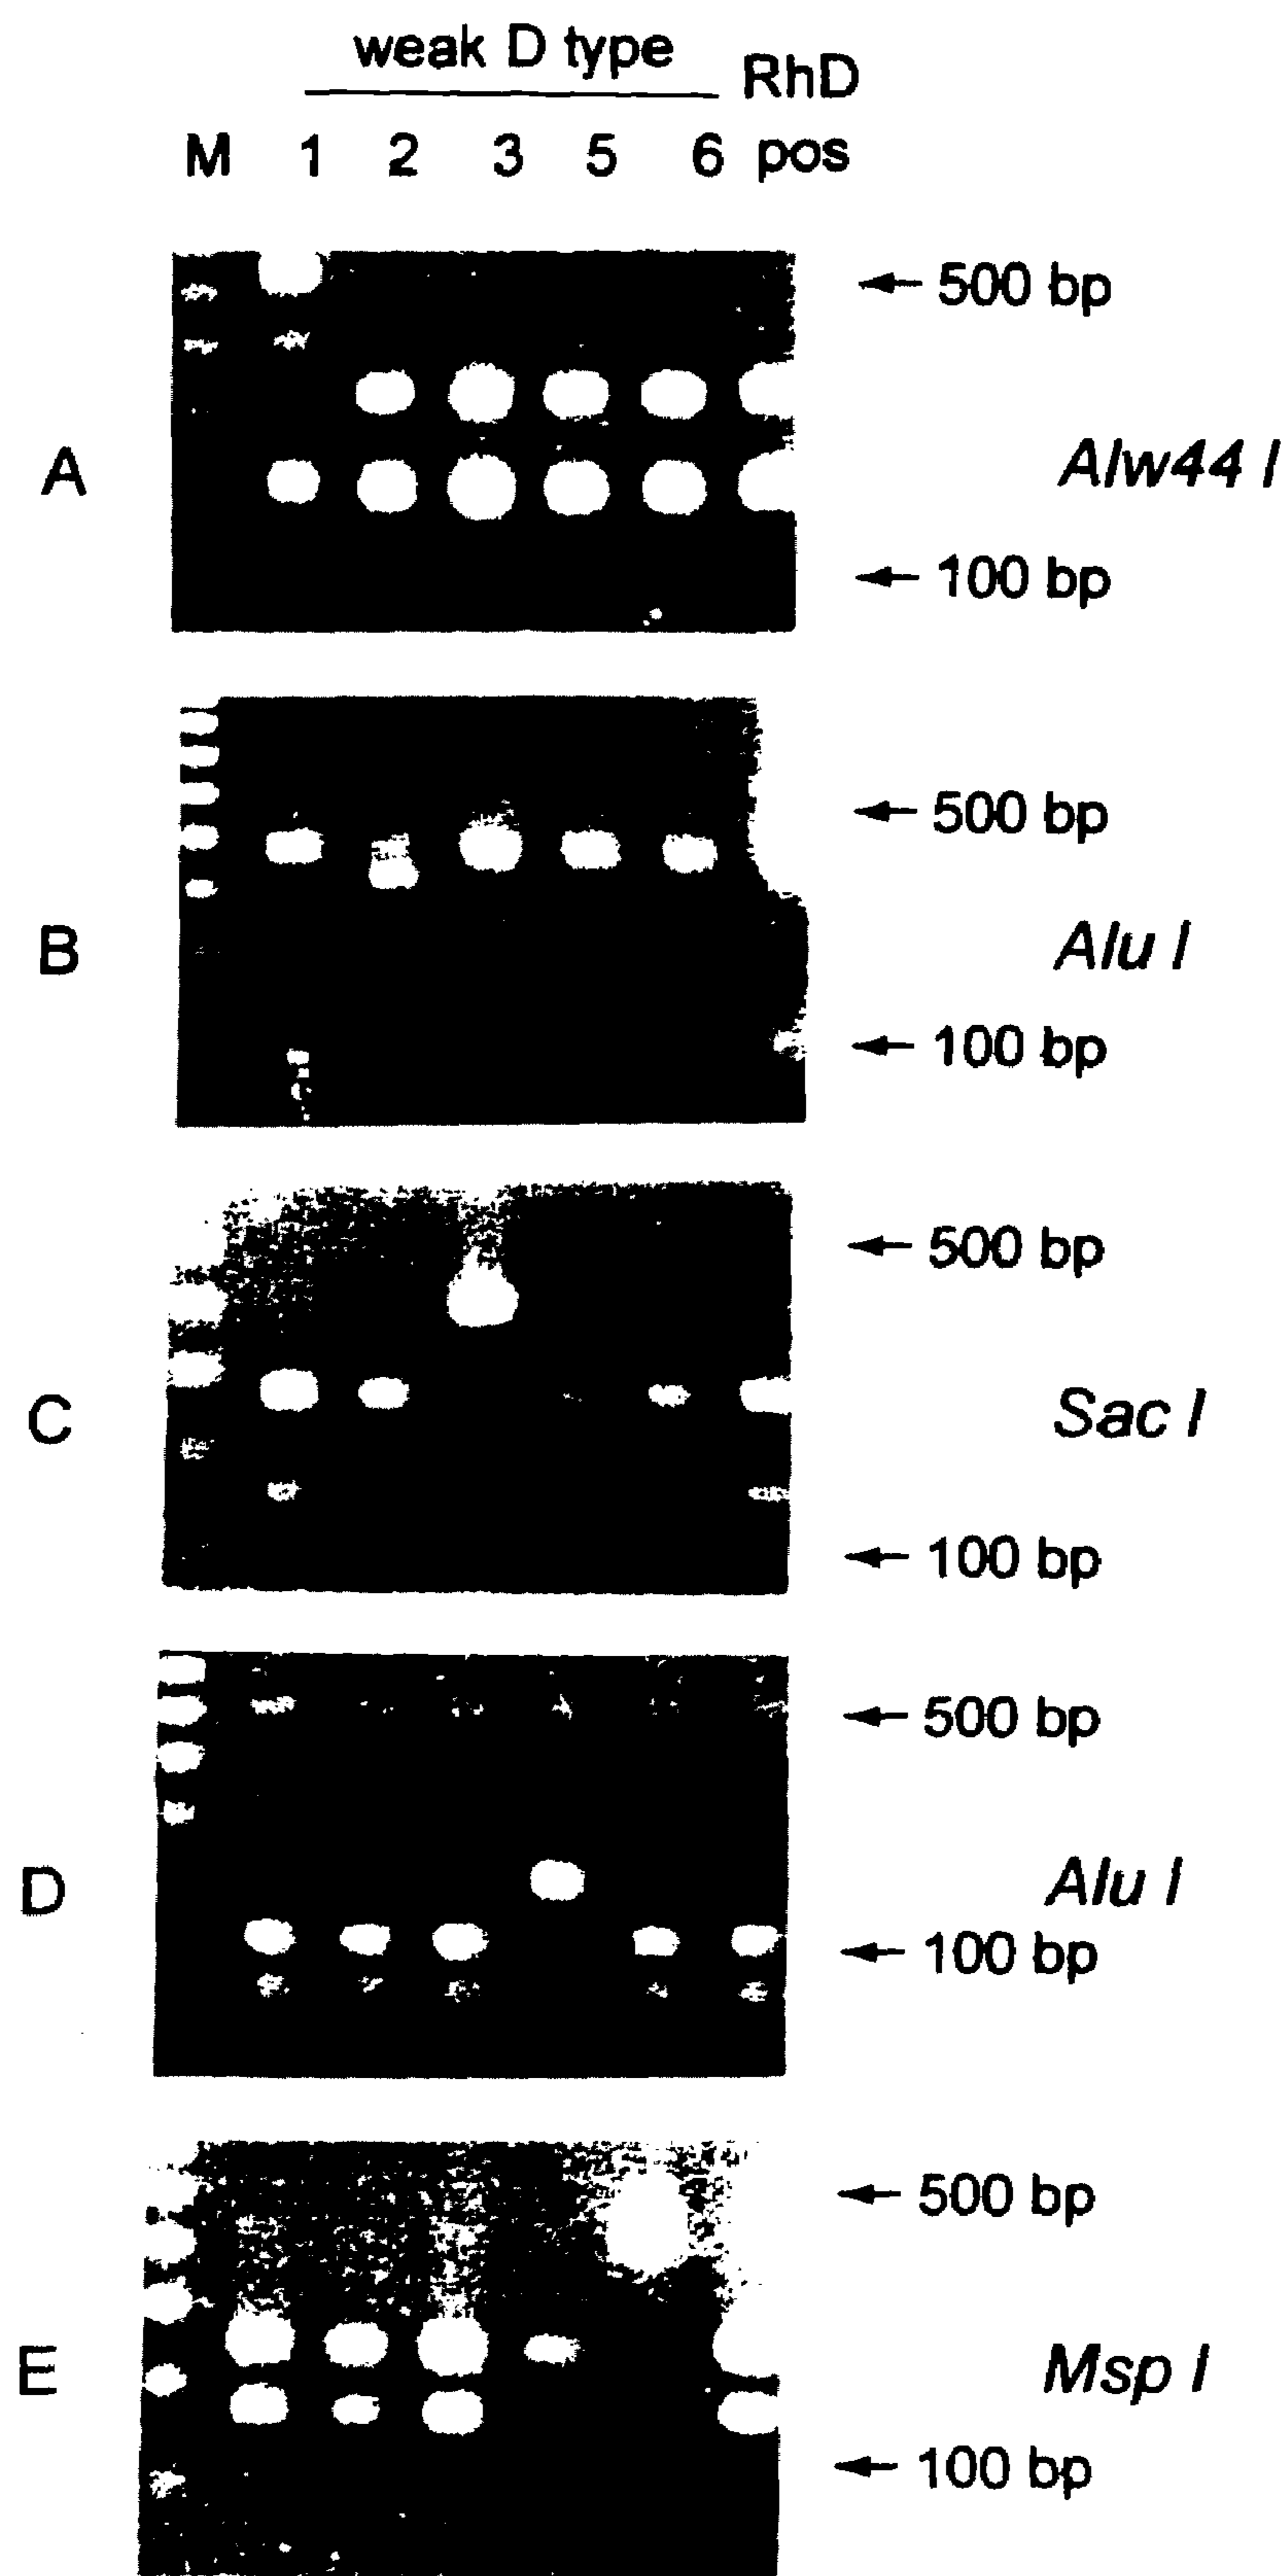 weak D type
RhD
M 1 2 3 5 6 pos
500 bp
A Alw44 I
100 bp
500 bp
B Alu I
100 bp
500 bp
C Sac I
100 bp
500 bp
D Alu I
100 bp
500 bp
E Msp I
100 bp